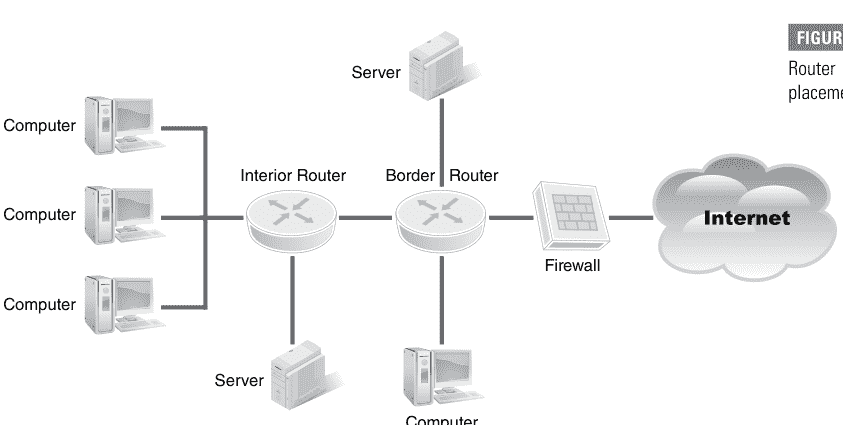 FIGUR
Router
placeme
Server
Computer
Interior Router
Border Router
Computer
Internet
Firewall
Computer
Server
Computer